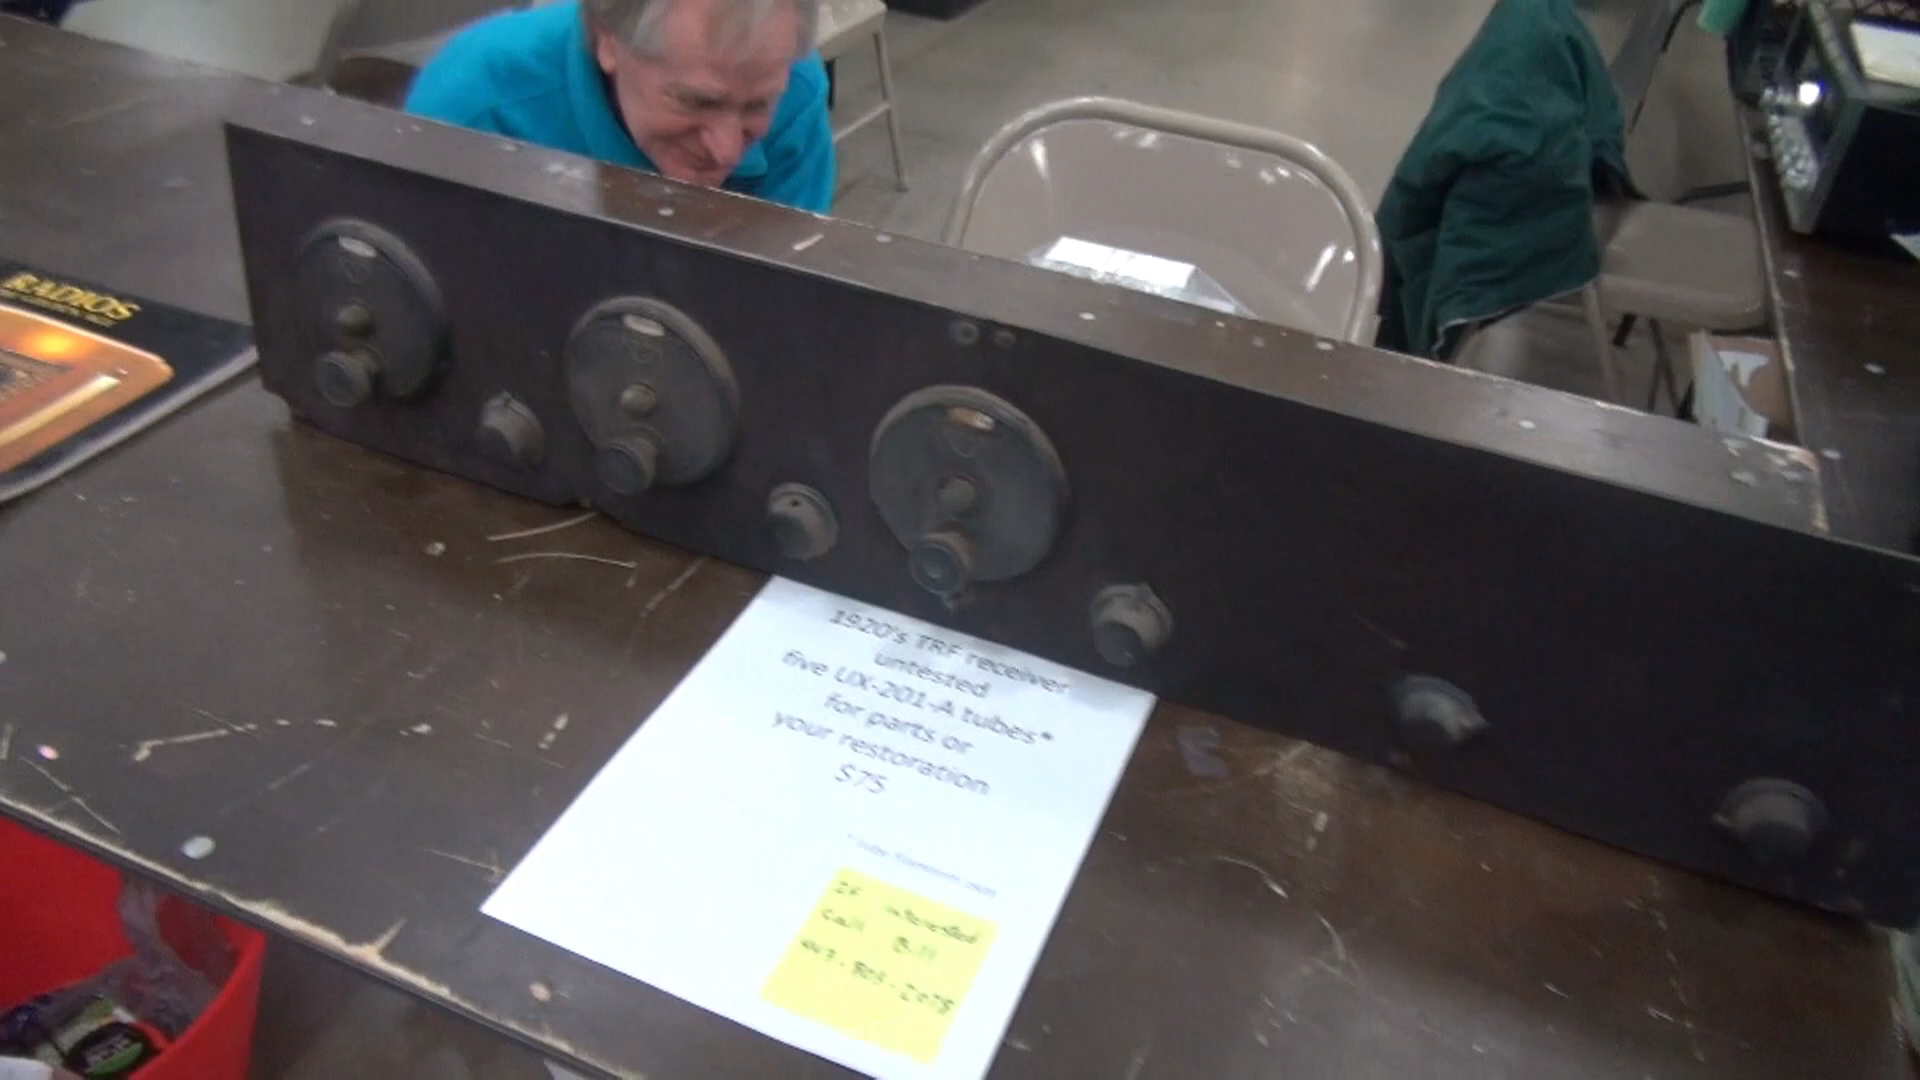 RADIOS
1920's TRF receiver
untested
five UX-201-A tubes*
for parts or
your restoration
$75
IF interested
call Bill